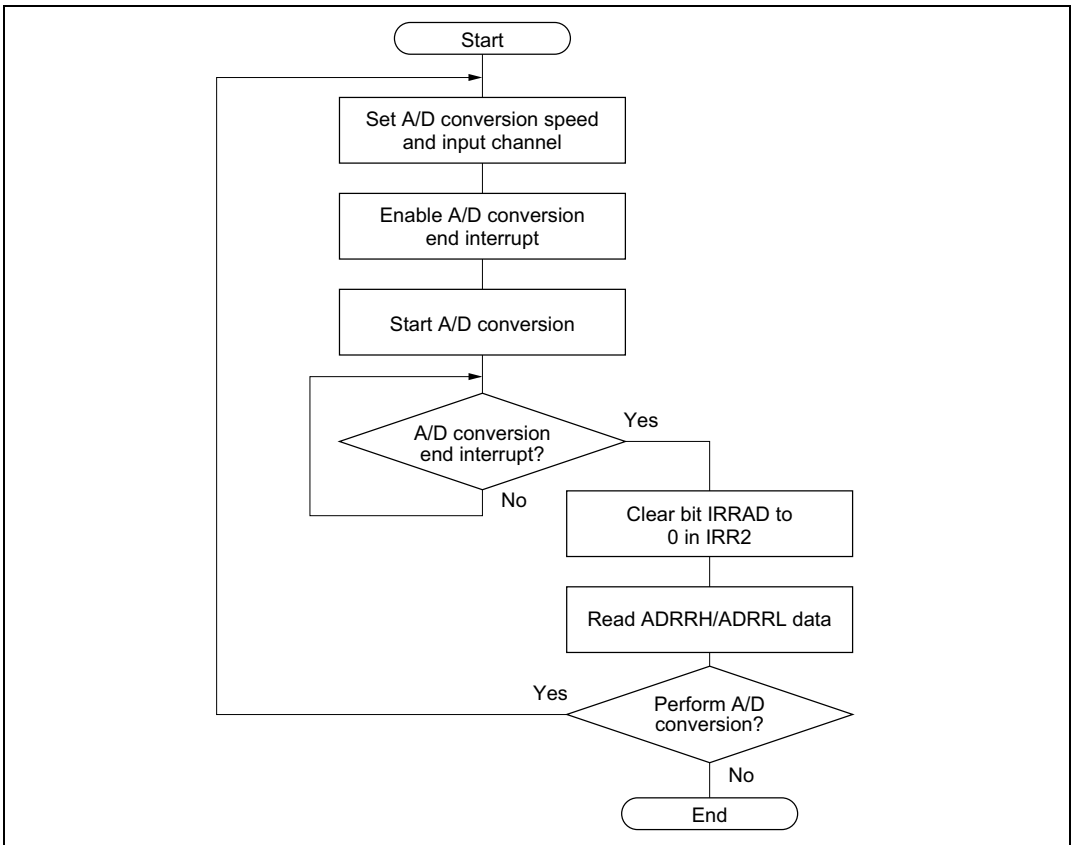 Start
Set A/D conversion speed
and input channel
Enable A/D conversion
end interrupt
Start A/D conversion
A/D conversion
end interrupt?
Yes
No
Clear bit IRRAD to
0 in IRR2
Read ADRRH/ADRRL data
Perform A/D
conversion?
Yes
No
End